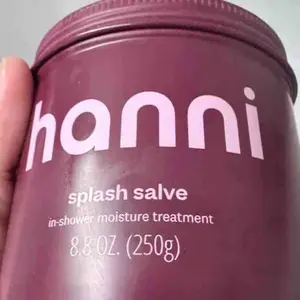 hanni
splash salve
in-shower moisture treatment
8.8 OZ. (250g)